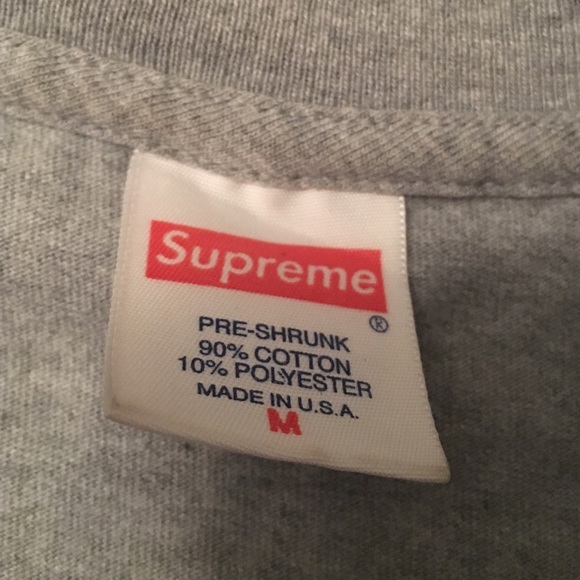 Supreme
®
PRE-SHRUNK
90% COTTON
10% POLYESTER
MADE IN U.S.A.
M